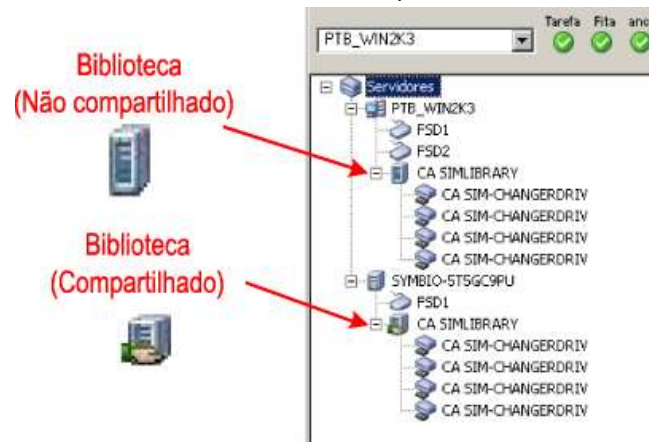 Tarefa Fita ano
PTB_WIN2K3
Biblioteca
(Não compartilhado)
Biblioteca
(Compartilhado)
Servidores
PTB_WIN2K3
FSD1
FSD2
CA SIMLIBRARY
CA SIM-CHANGERDRIV
CA SIM-CHANGERDRIV
CA SIM-CHANGERDRIV
CA SIM-CHANGERDRIV
SYMBIO-5T5GC9PU
FSD1
CA SIMLIBRARY
CA SIM-CHANGERDRIV
CA SIM-CHANGERDRIV
CA SIM-CHANGERDRIV
CA SIM-CHANGERDRIV